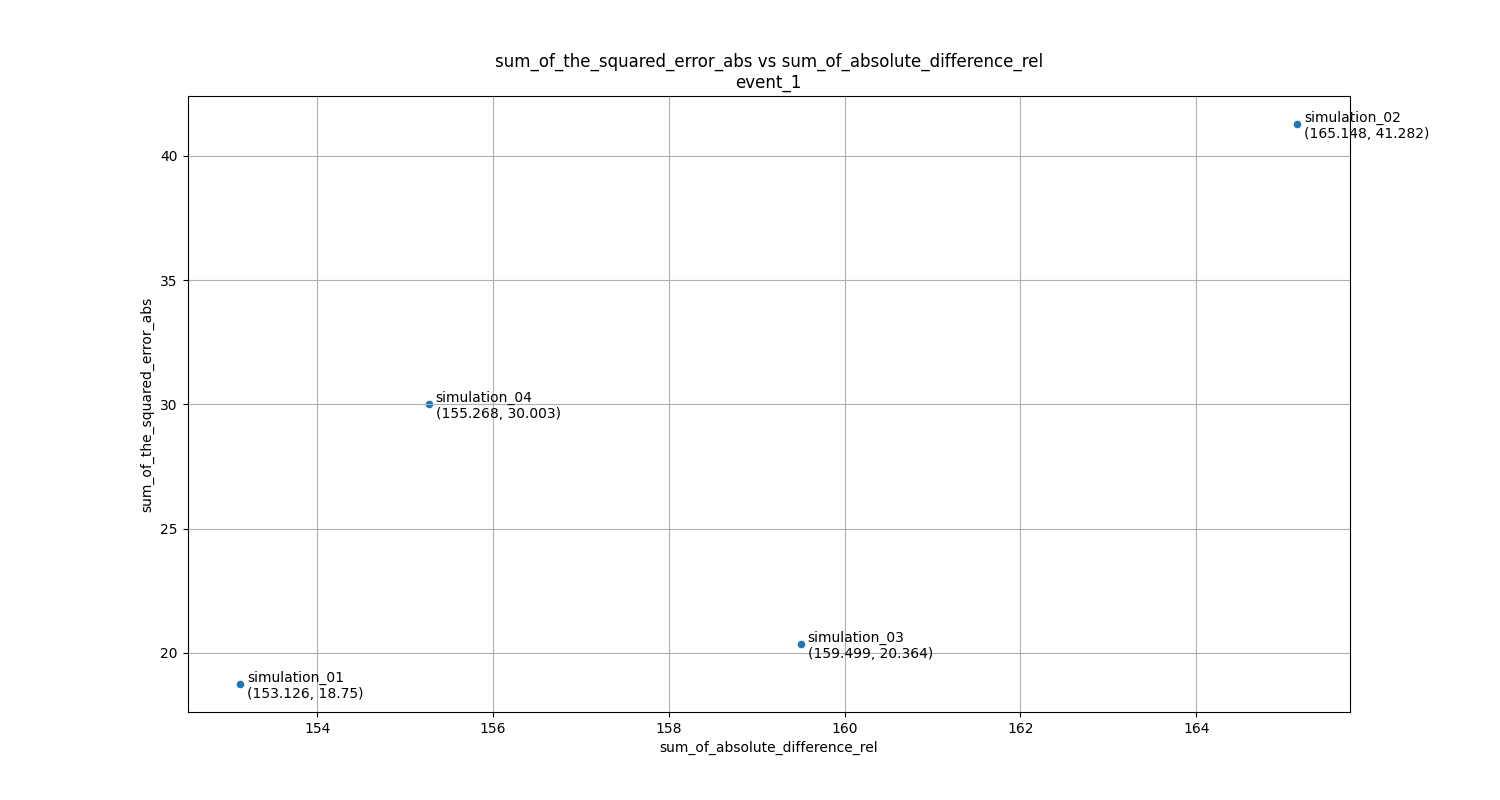 sum_of_the_squared_error_abs vs sum_of_absolute_difference_rel
event_1
simulation_02
(165.148, 41.282)
40
35
sum_of_the_squared_error_abs
simulation_04
(155.268, 30.003)
30
25
simulation_03
(159.499, 20.364)
20
simulation_01
(153.126, 18.75)
154 156 158 160 162 164
sum_of_absolute_difference_rel